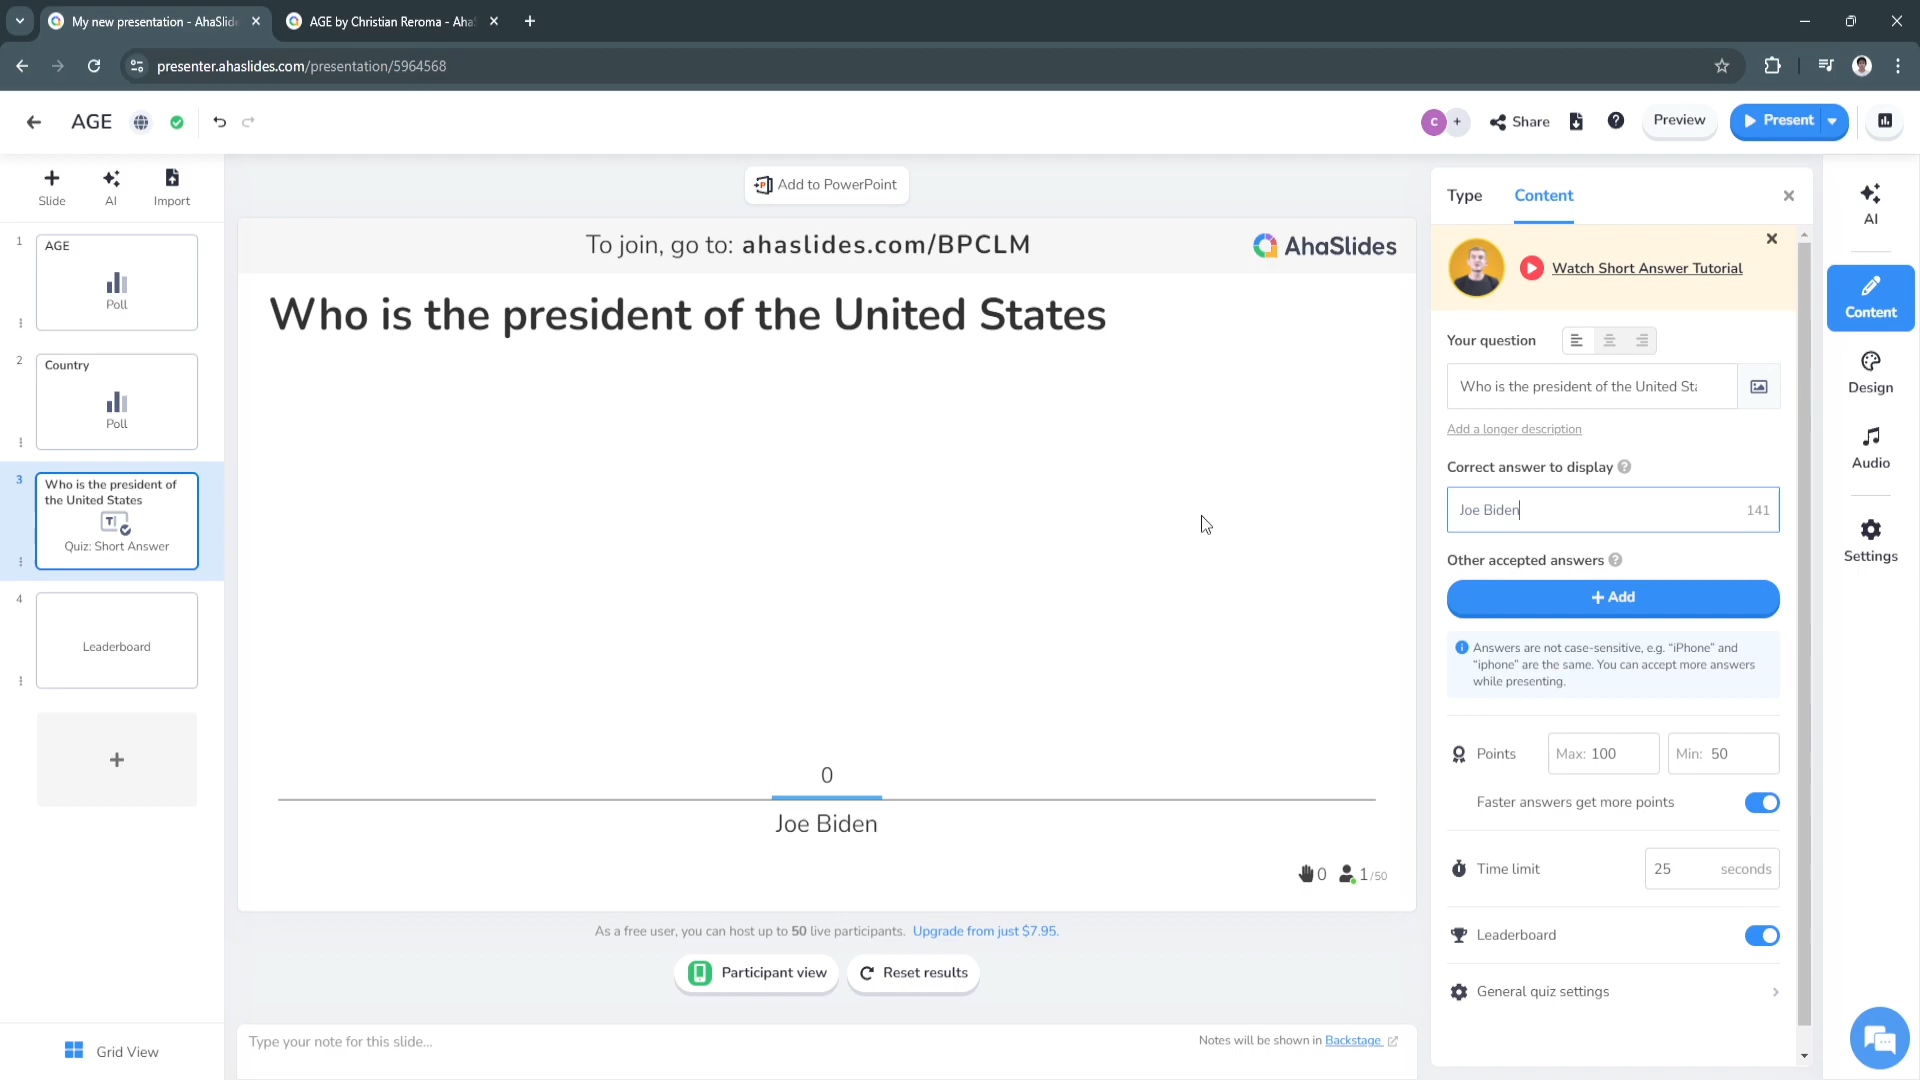 My new presentation - AhaSlid
AGE by Christian Reroma - Aha
presenter.ahaslides.com/presentation/5964568
AGE
C
+
Share
Preview
Present
Slide
AI
Import
Add to PowerPoint
1
AGE
Poll
2
Country
Poll
3
Who is the president of
the United States
Quiz: Short Answer
4
Leaderboard
+
Grid View
To join, go to: ahaslides.com/BPCLM
AhaSlides
Who is the president of the United States
0
Joe Biden
0
1/50
As a free user, you can host up to 50 live participants. Upgrade from just $7.95.
Participant view
Reset results
Type your note for this slide...
Notes will be shown in Backstage
Type
Content
Watch Short Answer Tutorial
Your question
Who is the president of the United Sta
Add a longer description
Correct answer to display
Joe Biden
141
Other accepted answers
+ Add
Answers are not case-sensitive, e.g. “iPhone” and
“iphone” are the same. You can accept more answers
while presenting.
Points
Max: 100
Min: 50
Faster answers get more points
Time limit
25 seconds
Leaderboard
General quiz settings
AI
Content
Design
Audio
Settings